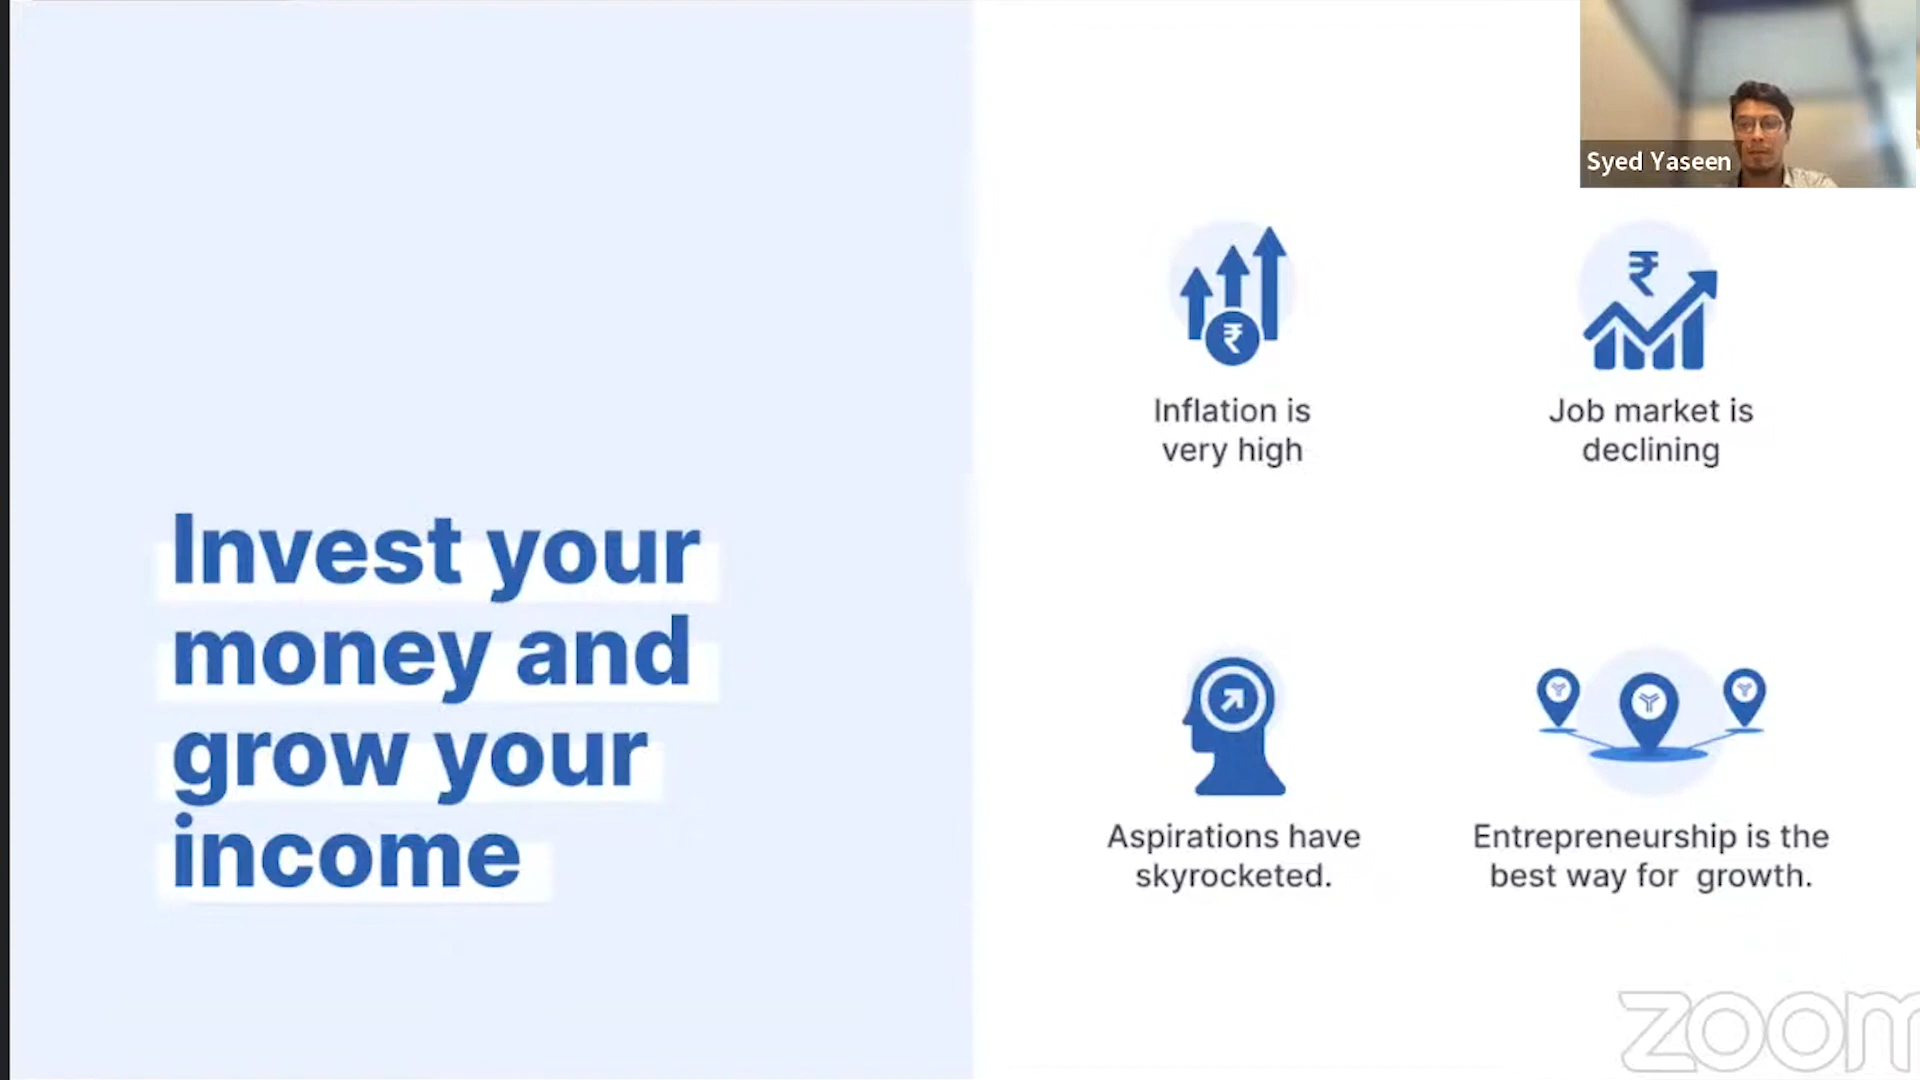 Syed Yaseen
Invest your
money and
grow your
income
₹
Inflation is
very high
₹
Job market is
declining
Aspirations have
skyrocketed.
Entrepreneurship is the
best way for growth.
zoom